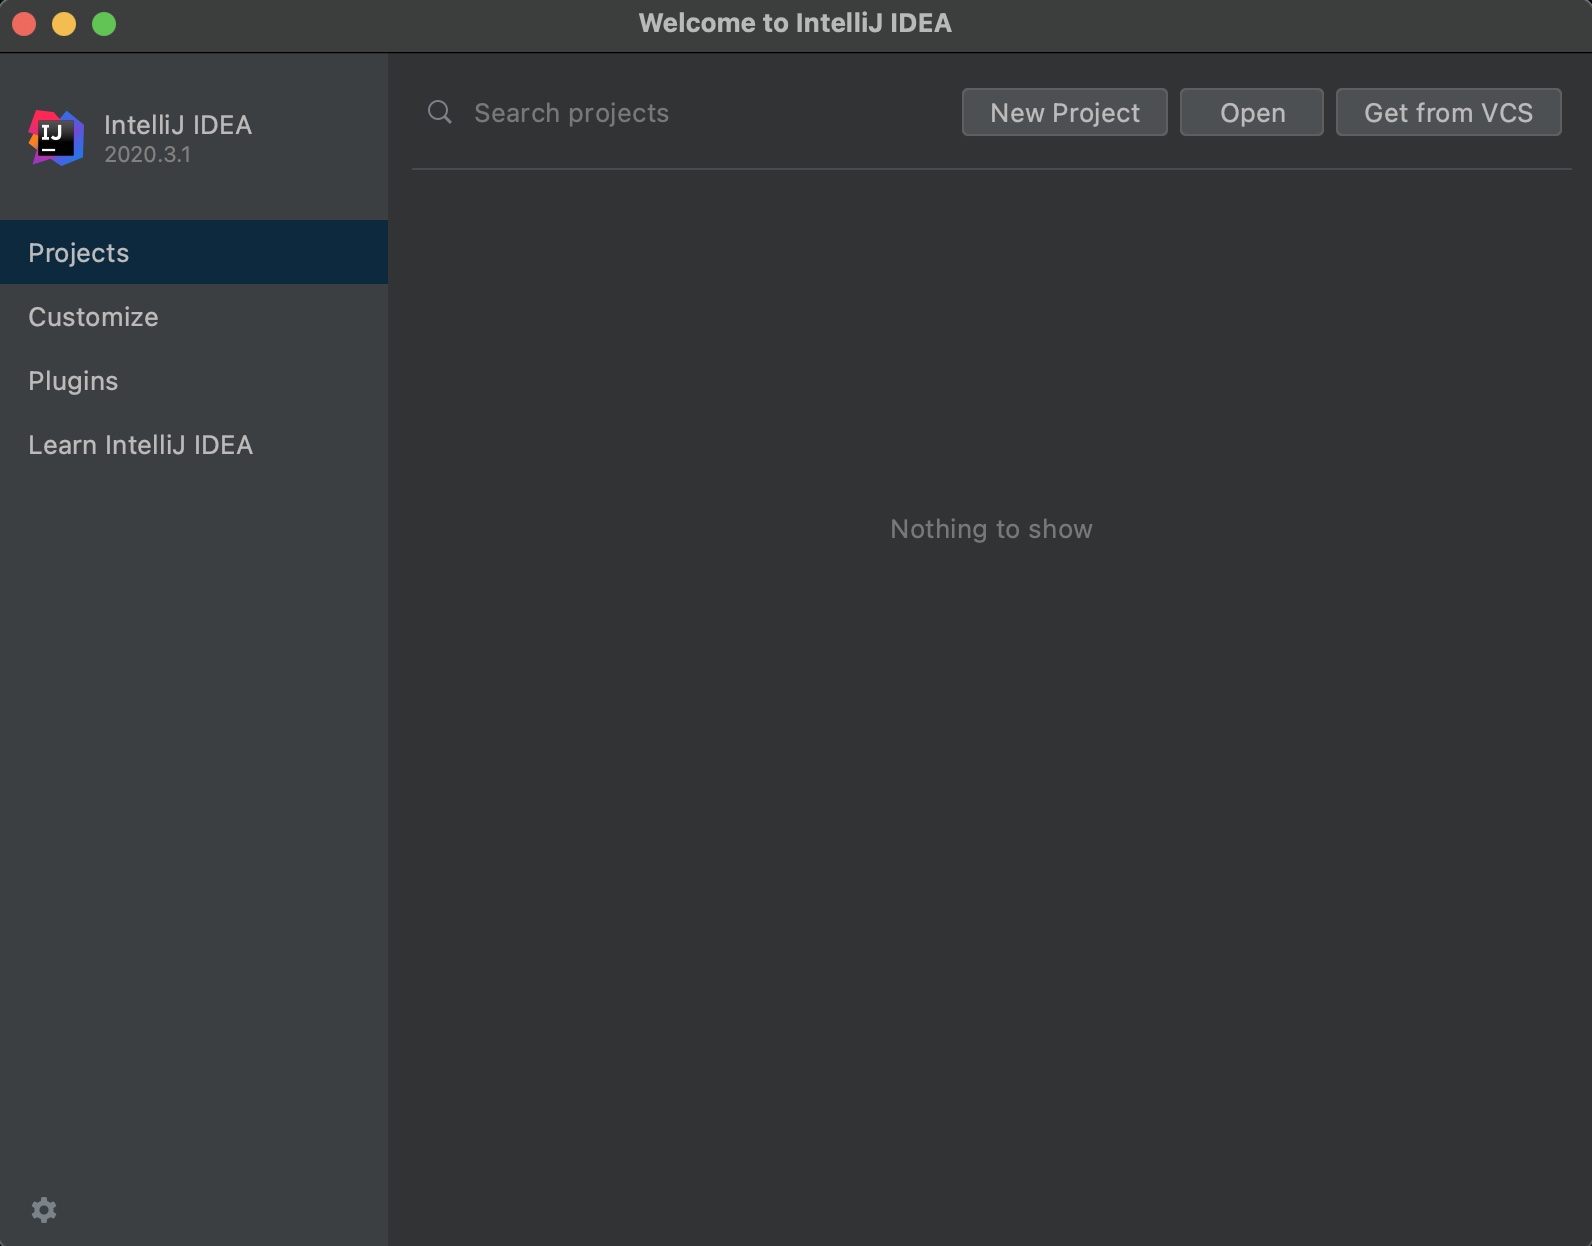 Welcome to IntelliJ IDEA
IJ
IntelliJ IDEA
2020.3.1
Search projects
New Project
Open
Get from VCS
Projects
Customize
Plugins
Learn IntelliJ IDEA
Nothing to show